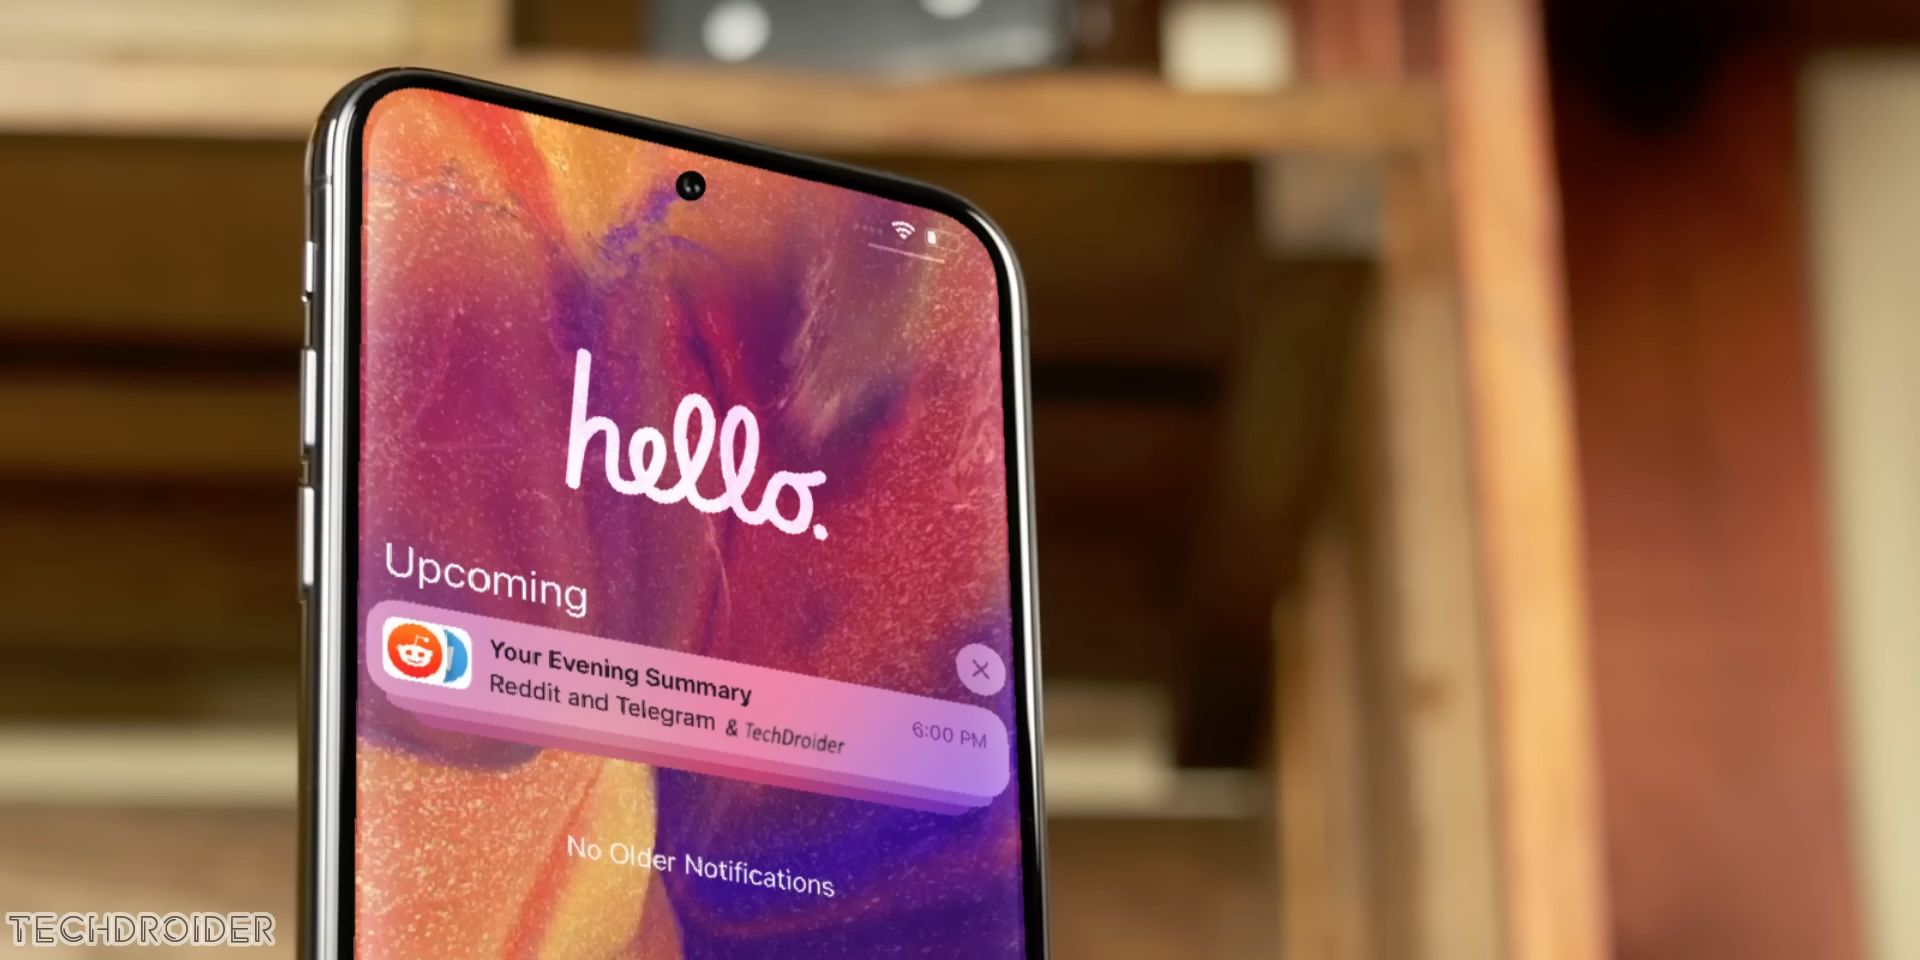 hello.
Upcoming
Your Evening Summary
Reddit and Telegram & TechDroider
6:00 PM
No Older Notifications
TECHDROIDER